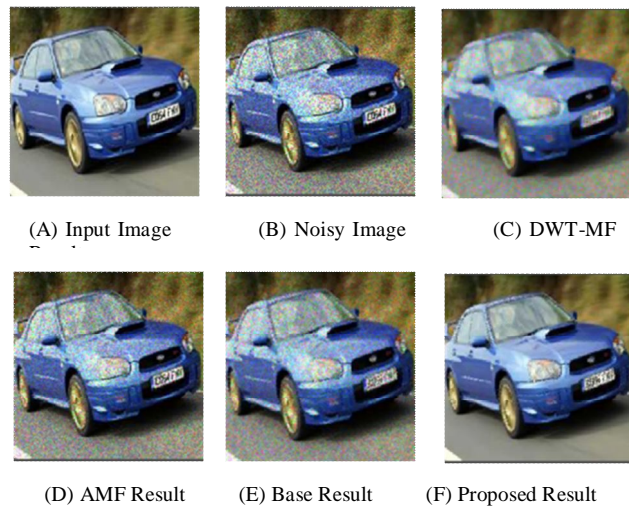 (A) Input Image (B) Noisy Image (C) DWT-MF
(D) AMF Result (E) Base Result (F) Proposed Result